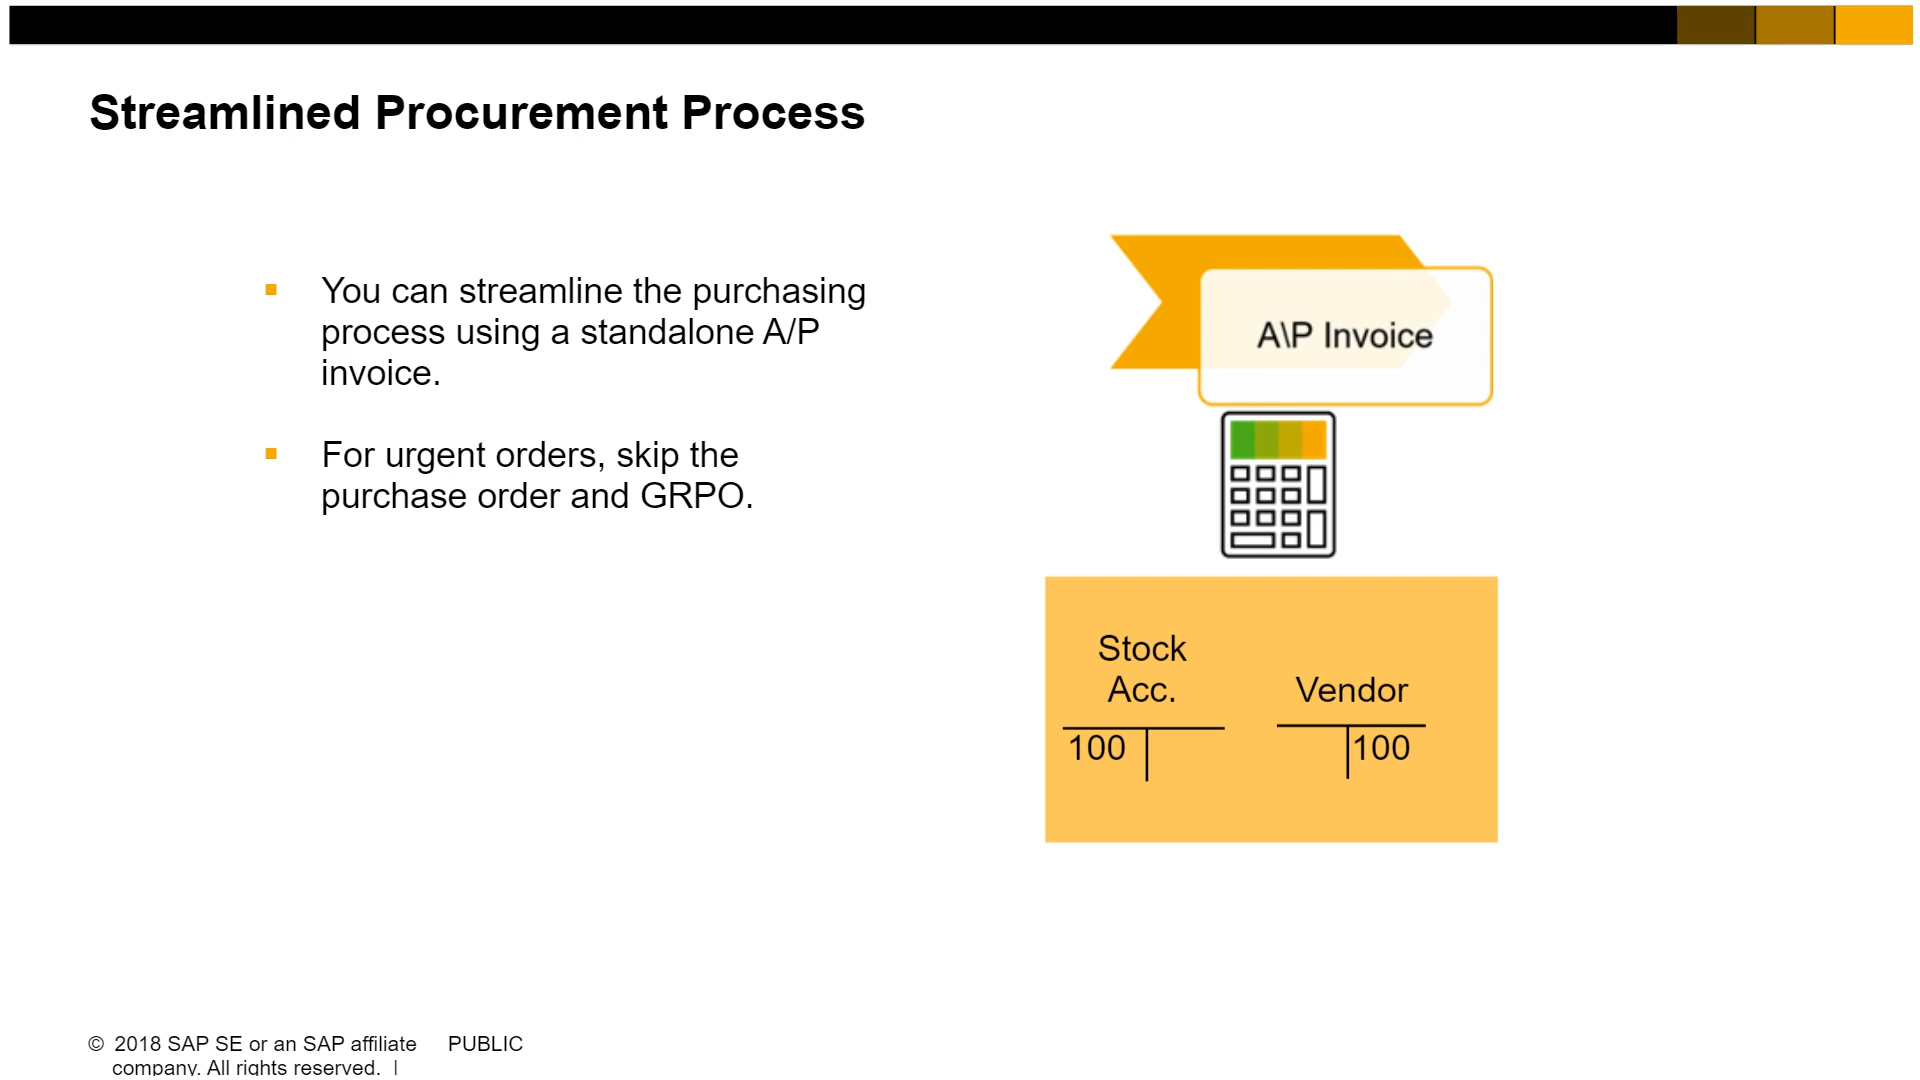 Streamlined Procurement Process
You can streamline the purchasing
process using a standalone A/P
invoice.
For urgent orders, skip the
purchase order and GRPO.
A\P Invoice
Stock
Acc.
Vendor
100
100
© 2018 SAP SE or an SAP affiliate PUBLIC
company. All rights reserved. |